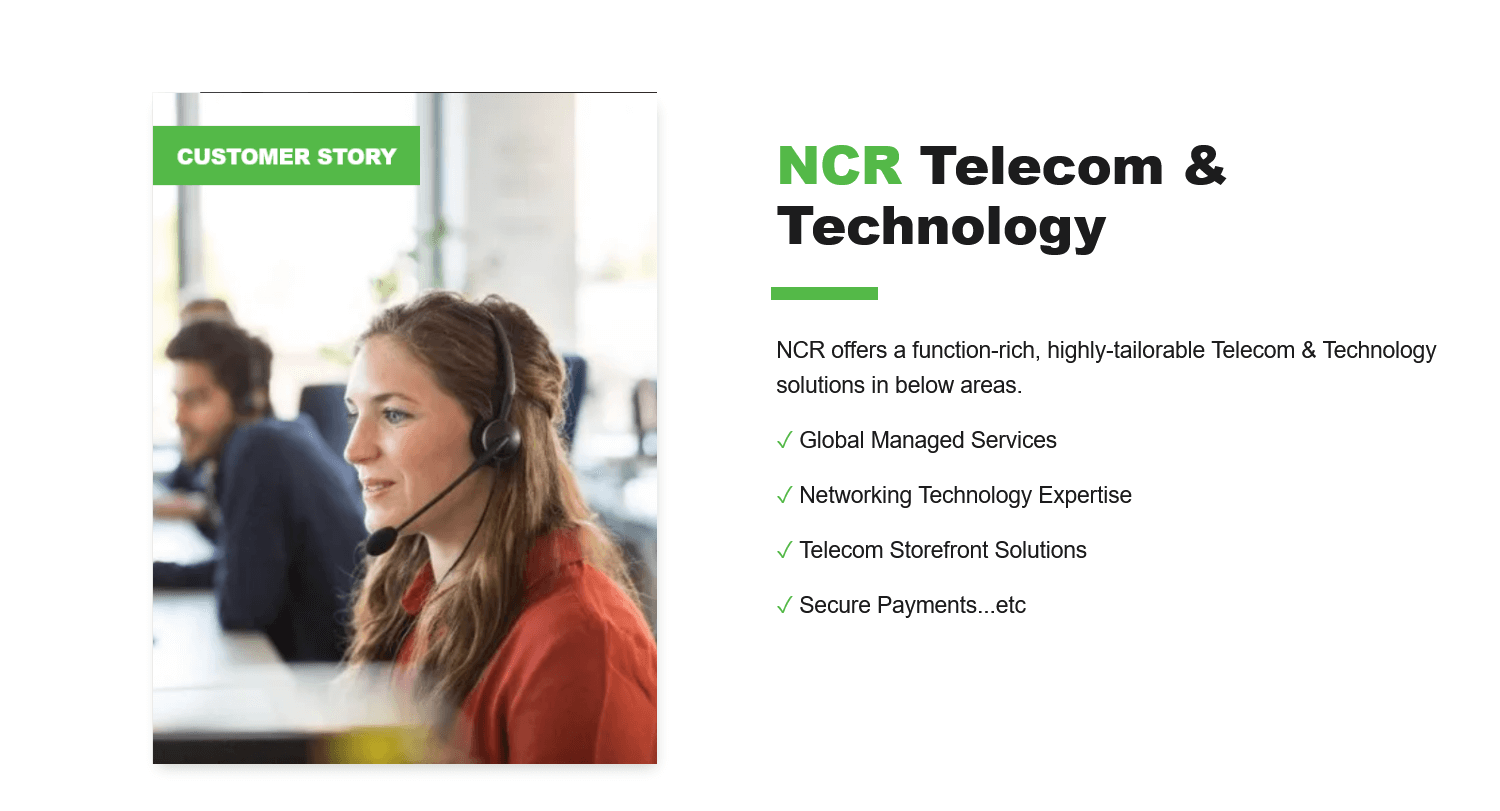 CUSTOMER STORY
NCR Telecom &
Technology
NCR offers a function-rich, highly-tailorable Telecom & Technology
solutions in below areas.
✓ Global Managed Services
✓ Networking Technology Expertise
✓ Telecom Storefront Solutions
✓ Secure Payments...etc